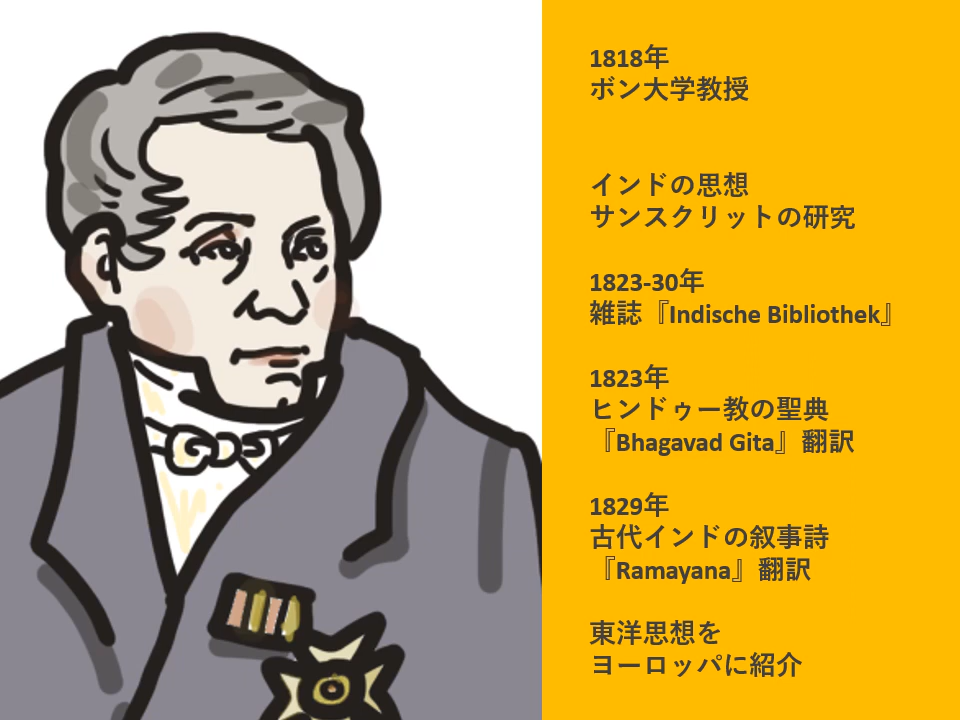 1818年
ボン大学教授
インドの思想
サンスクリットの研究
1823-30年
雑誌『Indische Bibliothek』
1823年
ヒンドゥー教の聖典
『Bhagavad Gita』翻訳
1829年
古代インドの叙事詩
『Ramayana』翻訳
東洋思想を
ヨーロッパに紹介